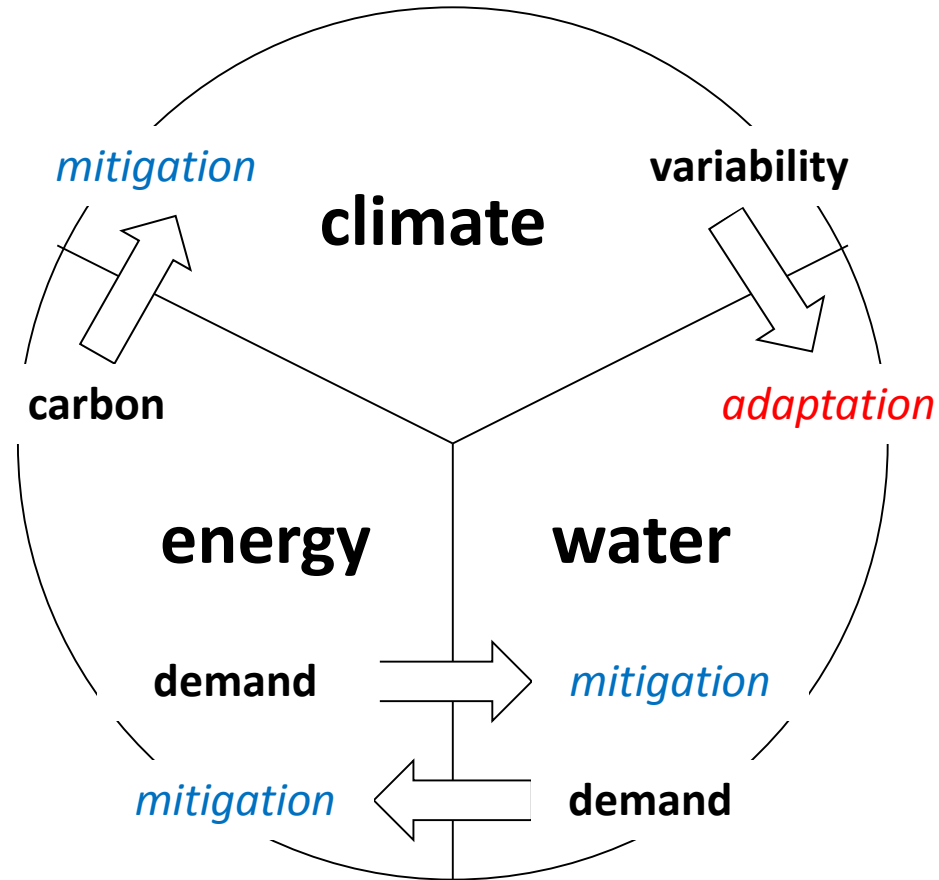 mitigation
variability
climate
carbon
adaptation
energy
water
demand
mitigation
mitigation
demand